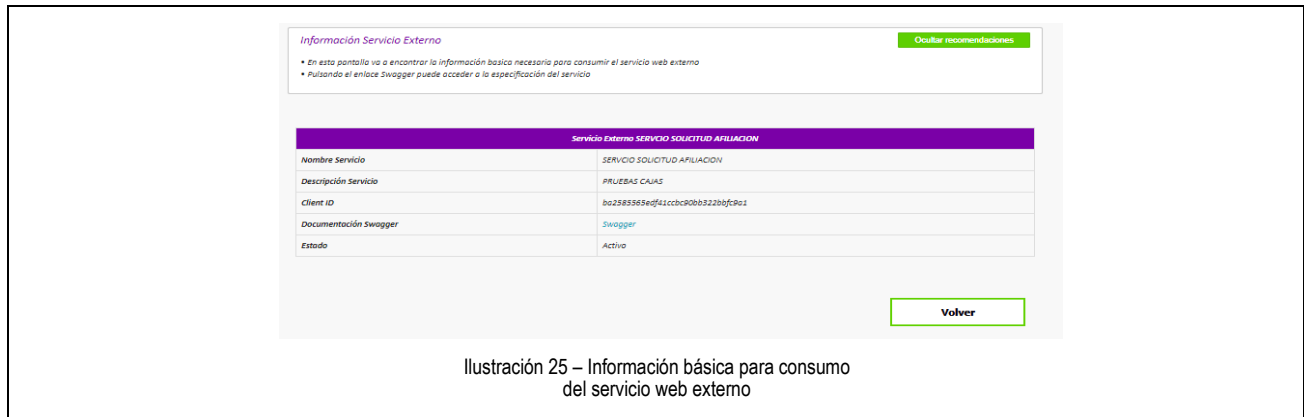 Información Servicio Externo
Ocultar recomendaciones
• En esta pantalla va a encontrar la información basica necesaria para consumir el servicio web externo
• Pulsando el enlace Swagger puede acceder a la especificación del servicio
Servicio Externo SERVCIO SOLICITUD AFILIACION
Nombre Servicio SERVCIO SOLICITUD AFILIACION
Descripción Servicio PRUEBAS CAJAS
Client ID ba2585565edf41ccbc90bb322bbfc9a1
Documentación Swagger Swagger
Estado Activo
Volver
Ilustración 25 – Información básica para consumo
del servicio web externo